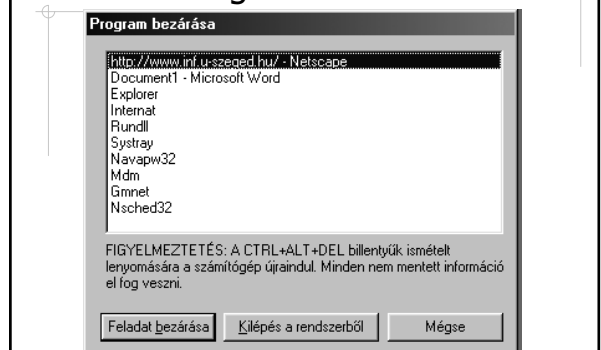 Program bezárása
http://www.inf.u-szeged.hu/ - Netscape
Document1 - Microsoft Word
Explorer
Internat
Rundll
Systray
Navapw32
Mdm
Gmnet
Nsched32
FIGYELMEZTETÉS: A CTRL+ALT+DEL billentyűk ismételt
lenyomására a számítógép újraindul. Minden nem mentett információ
el fog veszni.
Feladat bezárása Kilépés a rendszerből Mégse